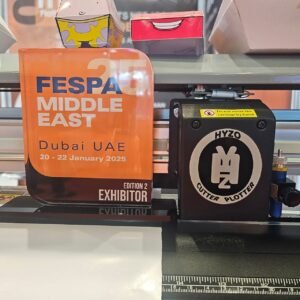 25
FESPA
MIDDLE
EAST
Dubai UAE
20 - 22 January 2025
EDITION 2
EXHIBITOR
HYZO
CUTTER PLOTTER